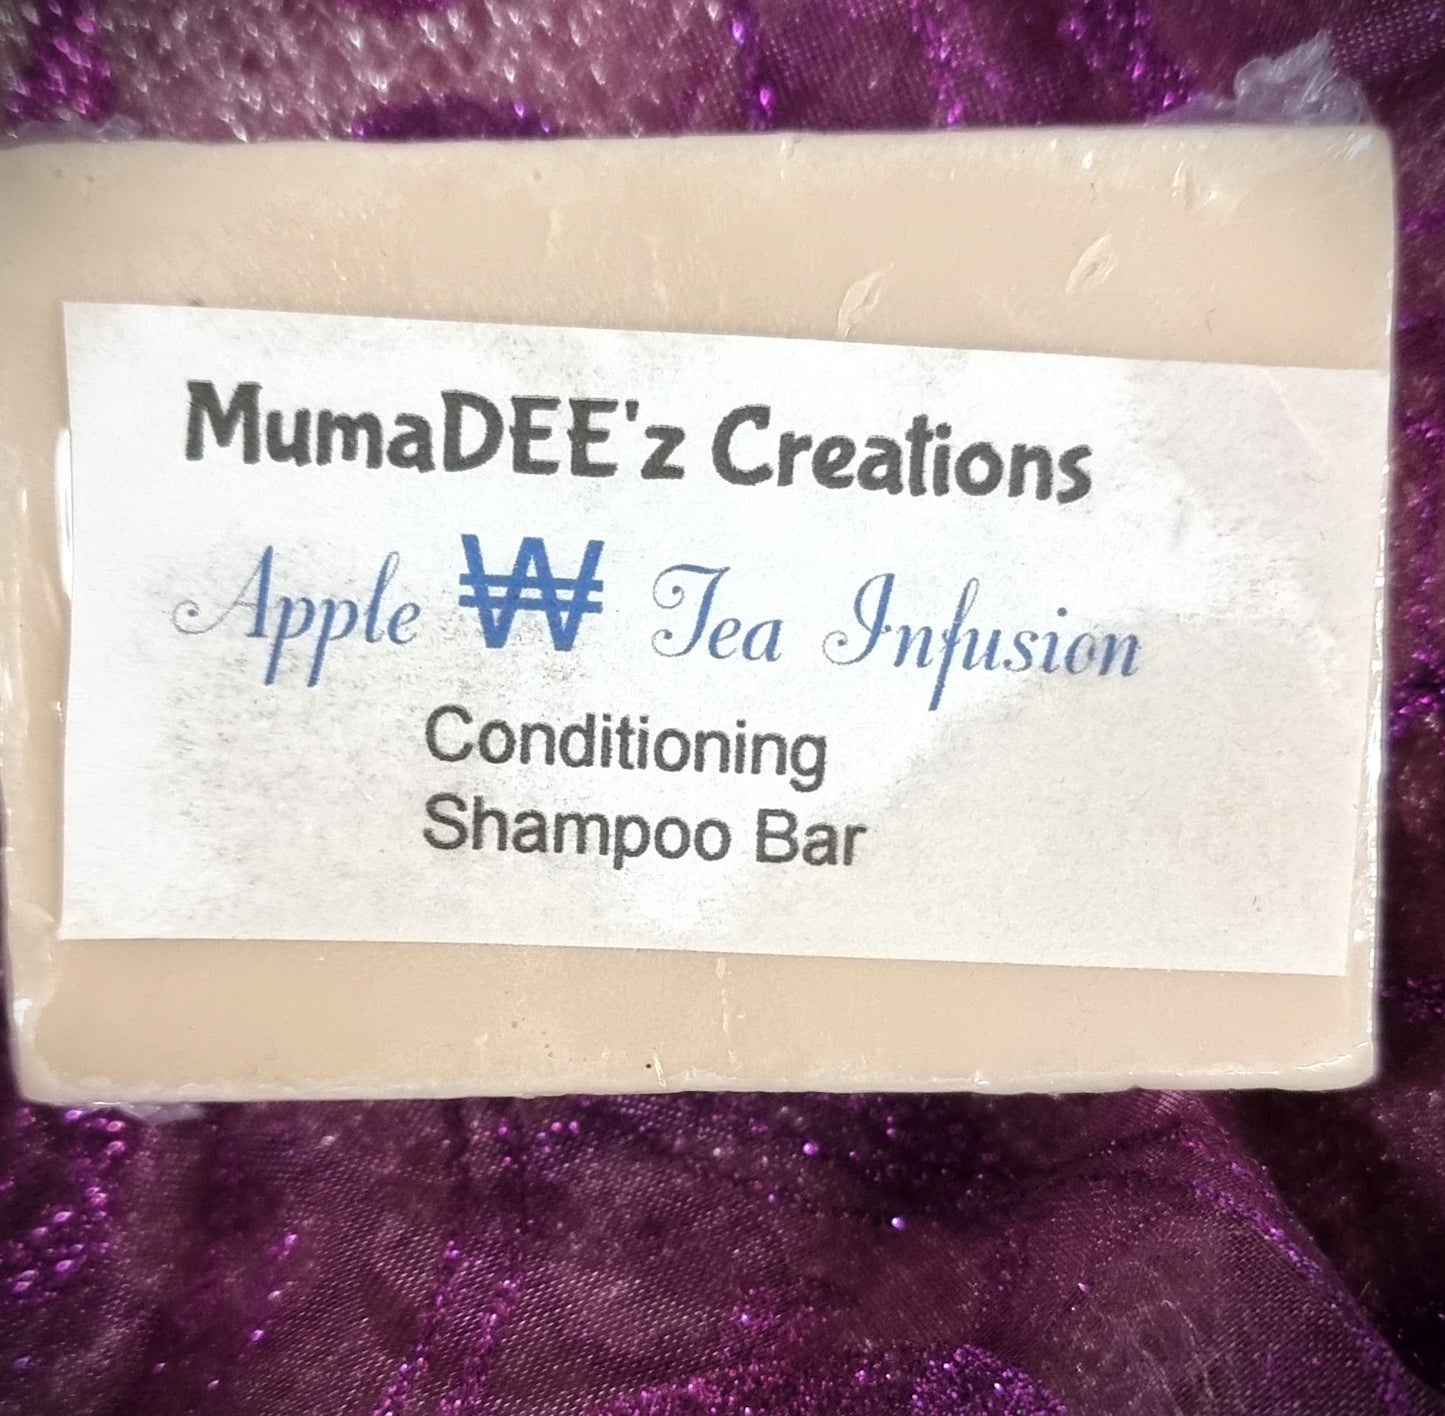 MumaDEE'z Creations
Apple ₩ Tea Infusion
Conditioning
Shampoo Bar